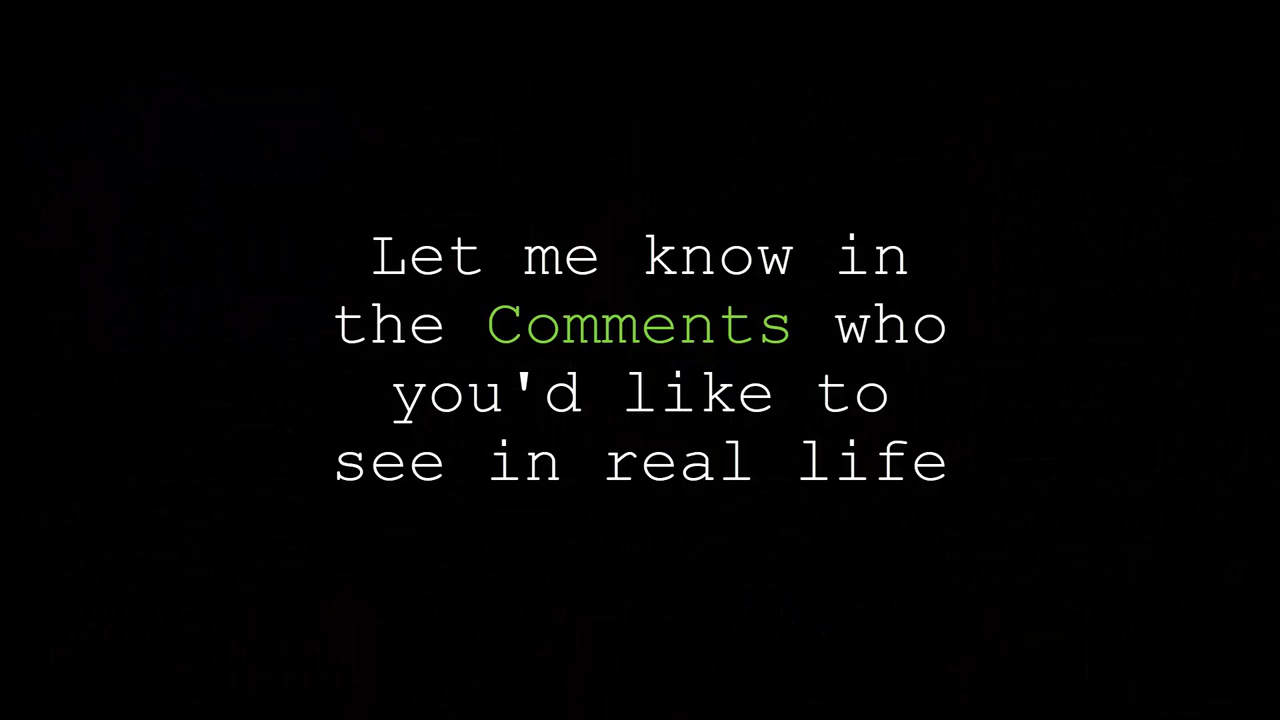 Let me know in
the Comments who
you'd like to
see in real life